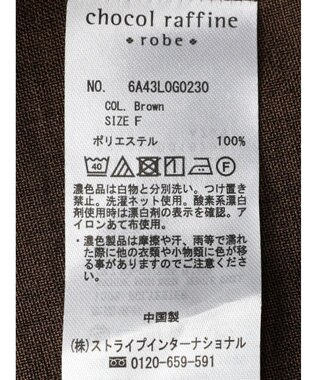 chocol raffine
robe
NO. 6A43L0G0230
COL. Brown
SIZE F
ポリエステル 100%
40 F
濃色品は白物と分別洗い。つけ置き
禁止。洗濯ネット使用。酸素系漂白
剤使用時は漂白剤の表示を確認。ア
イロンあて布使用。
・濃色製品は摩擦や汗、雨等で濡れ
た際に他の衣類や小物類に色が移
る事がありますのでご注意くださ
い。
中国製
(株)ストライプインターナショナル
0120-659-591